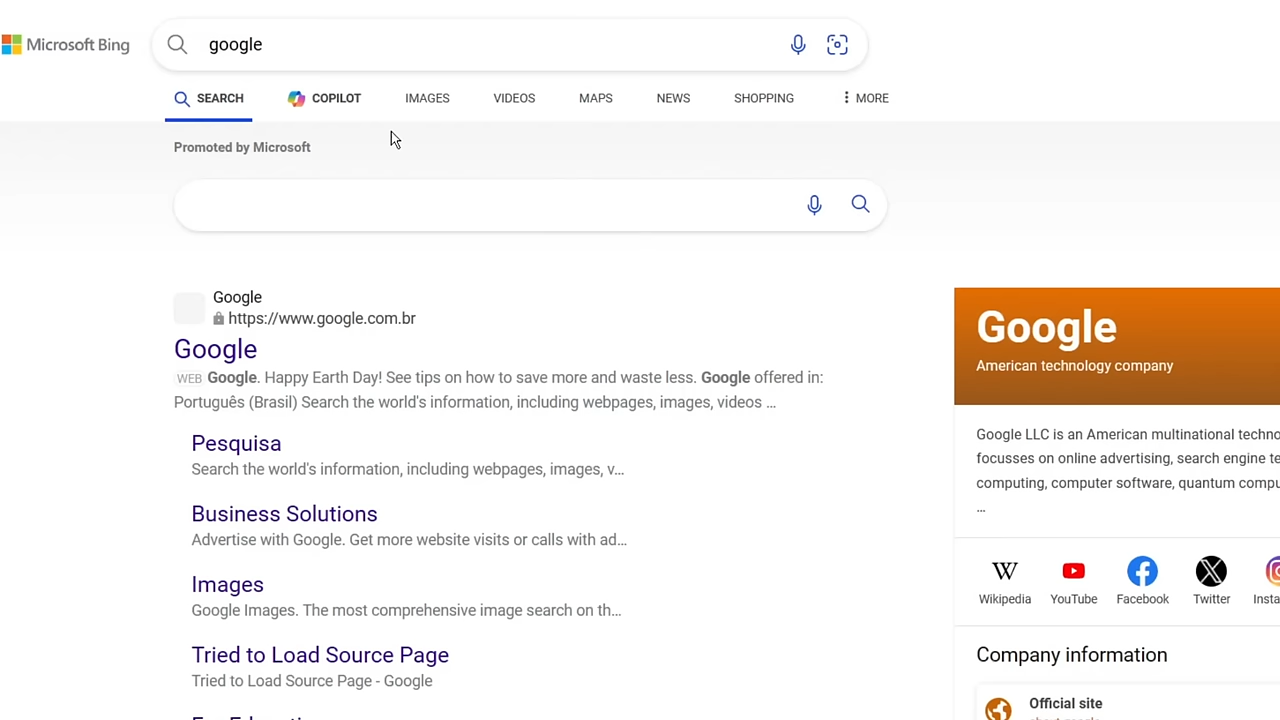 Microsoft Bing
google
SEARCH COPILOT IMAGES VIDEOS MAPS NEWS SHOPPING MORE
Promoted by Microsoft
Google
https://www.google.com.br
Google
WEB Google. Happy Earth Day! See tips on how to save more and waste less. Google offered in:
Português (Brasil) Search the world's information, including webpages, images, videos ...
Pesquisa
Search the world's information, including webpages, images, v...
Business Solutions
Advertise with Google. Get more website visits or calls with ad...
Images
Google Images. The most comprehensive image search on th...
Tried to Load Source Page
Tried to Load Source Page - Google
Google
American technology company
Google LLC is an American multinational techno
focusses on online advertising, search engine te
computing, computer software, quantum compu
...
Wikipedia YouTube Facebook Twitter Insta
Company information
Official site